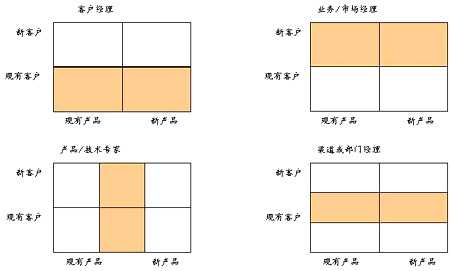 客户经理
新客户
现有客户
现有产品 新产品
业务/市场经理
新客户
现有客户
现有产品 新产品
产品/技术专家
新客户
现有客户
现有产品 新产品
渠道或部门经理
新客户
现有客户
现有产品 新产品